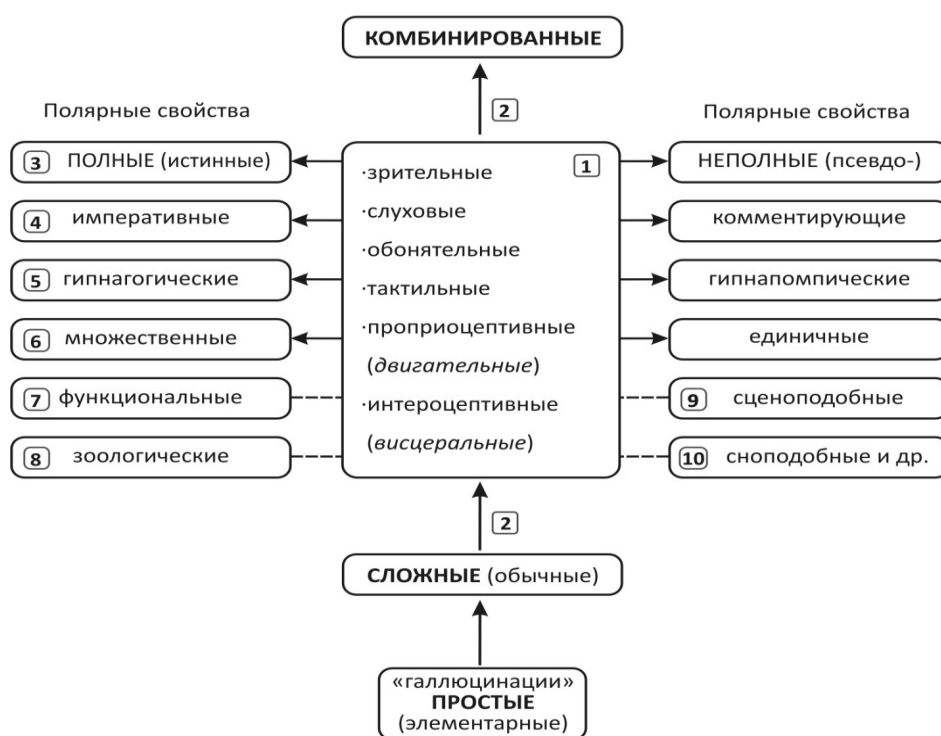 КОМБИНИРОВАННЫЕ
2
Полярные свойства
Полярные свойства
3 ПОЛНЫЕ (истинные)
4 императивные
5 гипнагогические
6 множественные
7 функциональные
8 зоологические
1
·зрительные
·слуховые
·обонятельные
·тактильные
·проприоцептивные
(двигательные)
·интероцептивные
(висцеральные)
НЕПОЛНЫЕ (псевдо-)
комментирующие
гипнапомпические
единичные
9 сценоподобные
10 сноподобные и др.
2
СЛОЖНЫЕ (обычные)
«галлюцинации»
ПРОСТЫЕ
(элементарные)